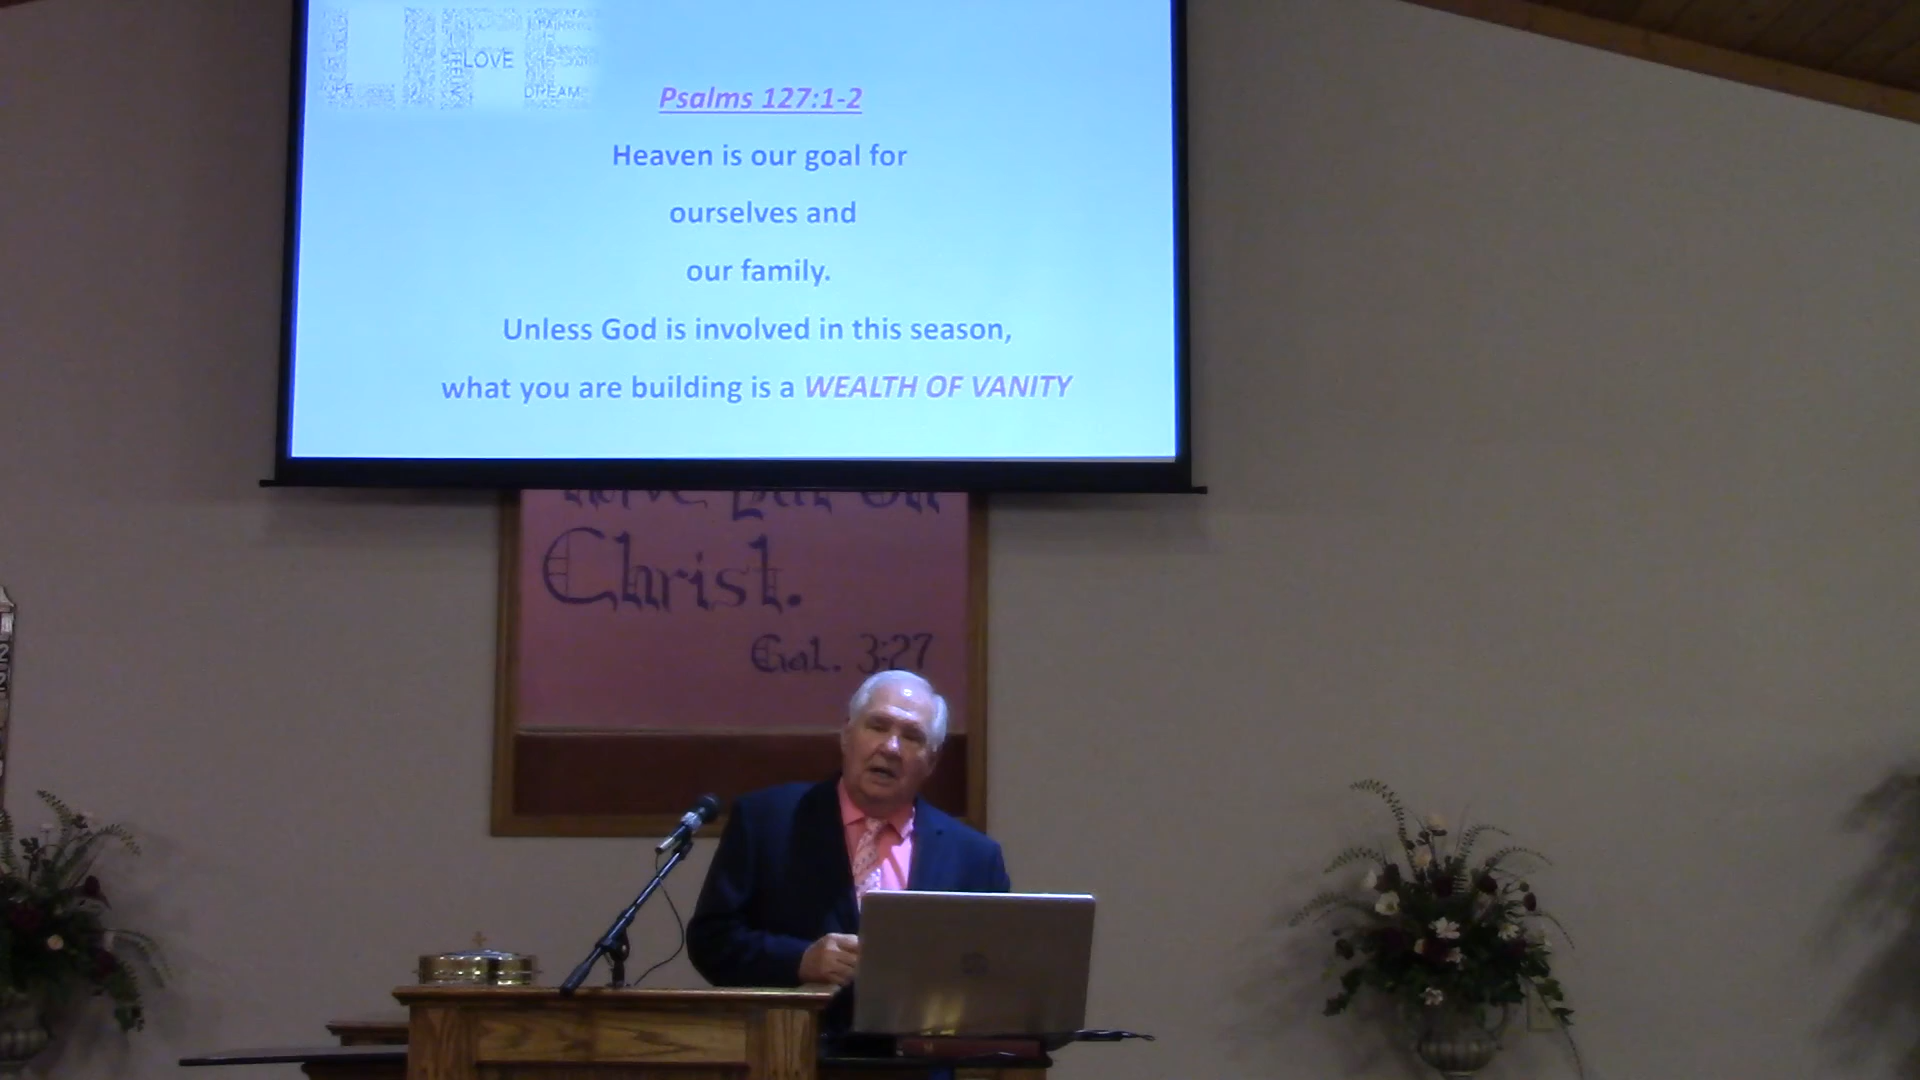 LOVE
DREAM
Psalms 127:1-2
Heaven is our goal for
ourselves and
our family.
Unless God is involved in this season,
what you are building is a WEALTH OF VANITY
Christ.
Gal. 3:27